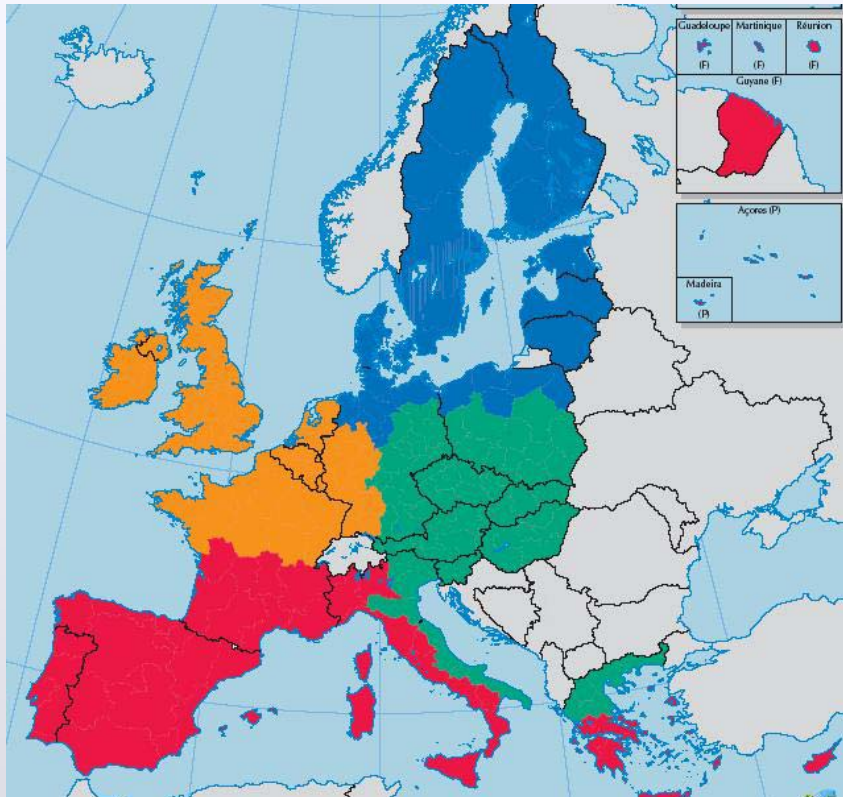 Guadeloupe
(F)
Martinique
(F)
Réunion
(F)
Guyane (F)
Açores (P)
Madeira
(P)